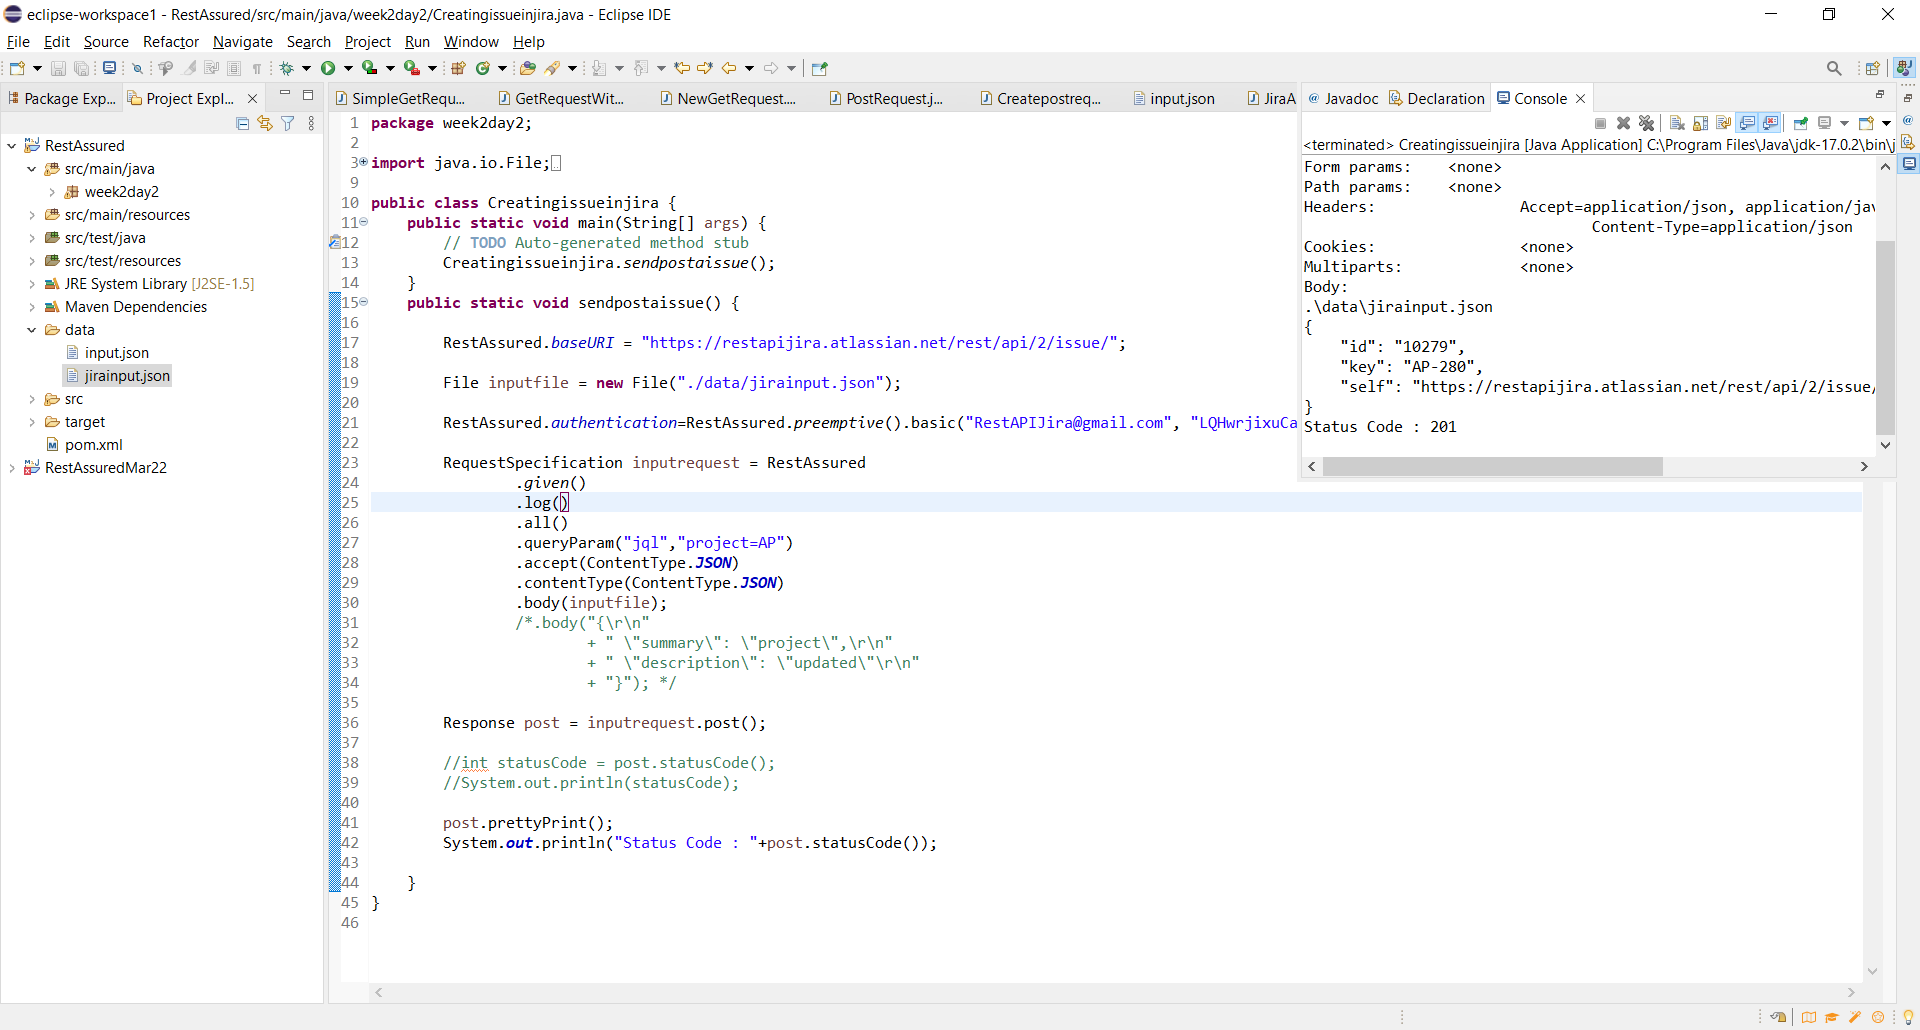 eclipse-workspace1 - RestAssured/src/main/java/week2day2/Creatingissueinjira.java - Eclipse IDE
File Edit Source Refactor Navigate Search Project Run Window Help
Package Exp... Project Expl...
RestAssured
src/main/java
week2day2
src/main/resources
src/test/java
src/test/resources
JRE System Library [J2SE-1.5]
Maven Dependencies
data
input.json
jirainput.json
src
target
pom.xml
RestAssuredMar22
SimpleGetRequ... GetRequestWit... NewGetRequest.... PostRequest.j... Createpostreq... input.json JiraA
1 package week2day2;
2
3 import java.io.File;
9
10 public class Creatingissueinjira {
11 public static void main(String[] args) {
12 // TODO Auto-generated method stub
13 Creatingissueinjira.sendpostaissue();
14 }
15 public static void sendpostaissue() {
16
17 RestAssured.baseURI = "https://restapijira.atlassian.net/rest/api/2/issue/";
18
19 File inputfile = new File("./data/jirainput.json");
20
21 RestAssured.authentication=RestAssured.preemptive().basic("RestAPIJira@gmail.com", "LQHwrjixuCa
22
23 RequestSpecification inputrequest = RestAssured
24 .given()
25 .log()
26 .all()
27 .queryParam("jql","project=AP")
28 .accept(ContentType.JSON)
29 .contentType(ContentType.JSON)
30 .body(inputfile);
31 /*.body("{\r\n"
32 + " \"summary\": \"project\",\r\n"
33 + " \"description\": \"updated\"\r\n"
34 + "}"); */
35
36 Response post = inputrequest.post();
37
38 //int statusCode = post.statusCode();
39 //System.out.println(statusCode);
40
41 post.prettyPrint();
42 System.out.println("Status Code : "+post.statusCode());
43
44 }
45 }
46
Javadoc Declaration Console
<terminated> Creatingissueinjira [Java Application] C:\Program Files\Java\jdk-17.0.2\bin\j
Form params: <none>
Path params: <none>
Headers: Accept=application/json, application/jav
Content-Type=application/json
Cookies: <none>
Multiparts: <none>
Body:
.\data\jirainput.json
{
"id": "10279",
"key": "AP-280",
"self": "https://restapijira.atlassian.net/rest/api/2/issue/
}
Status Code : 201